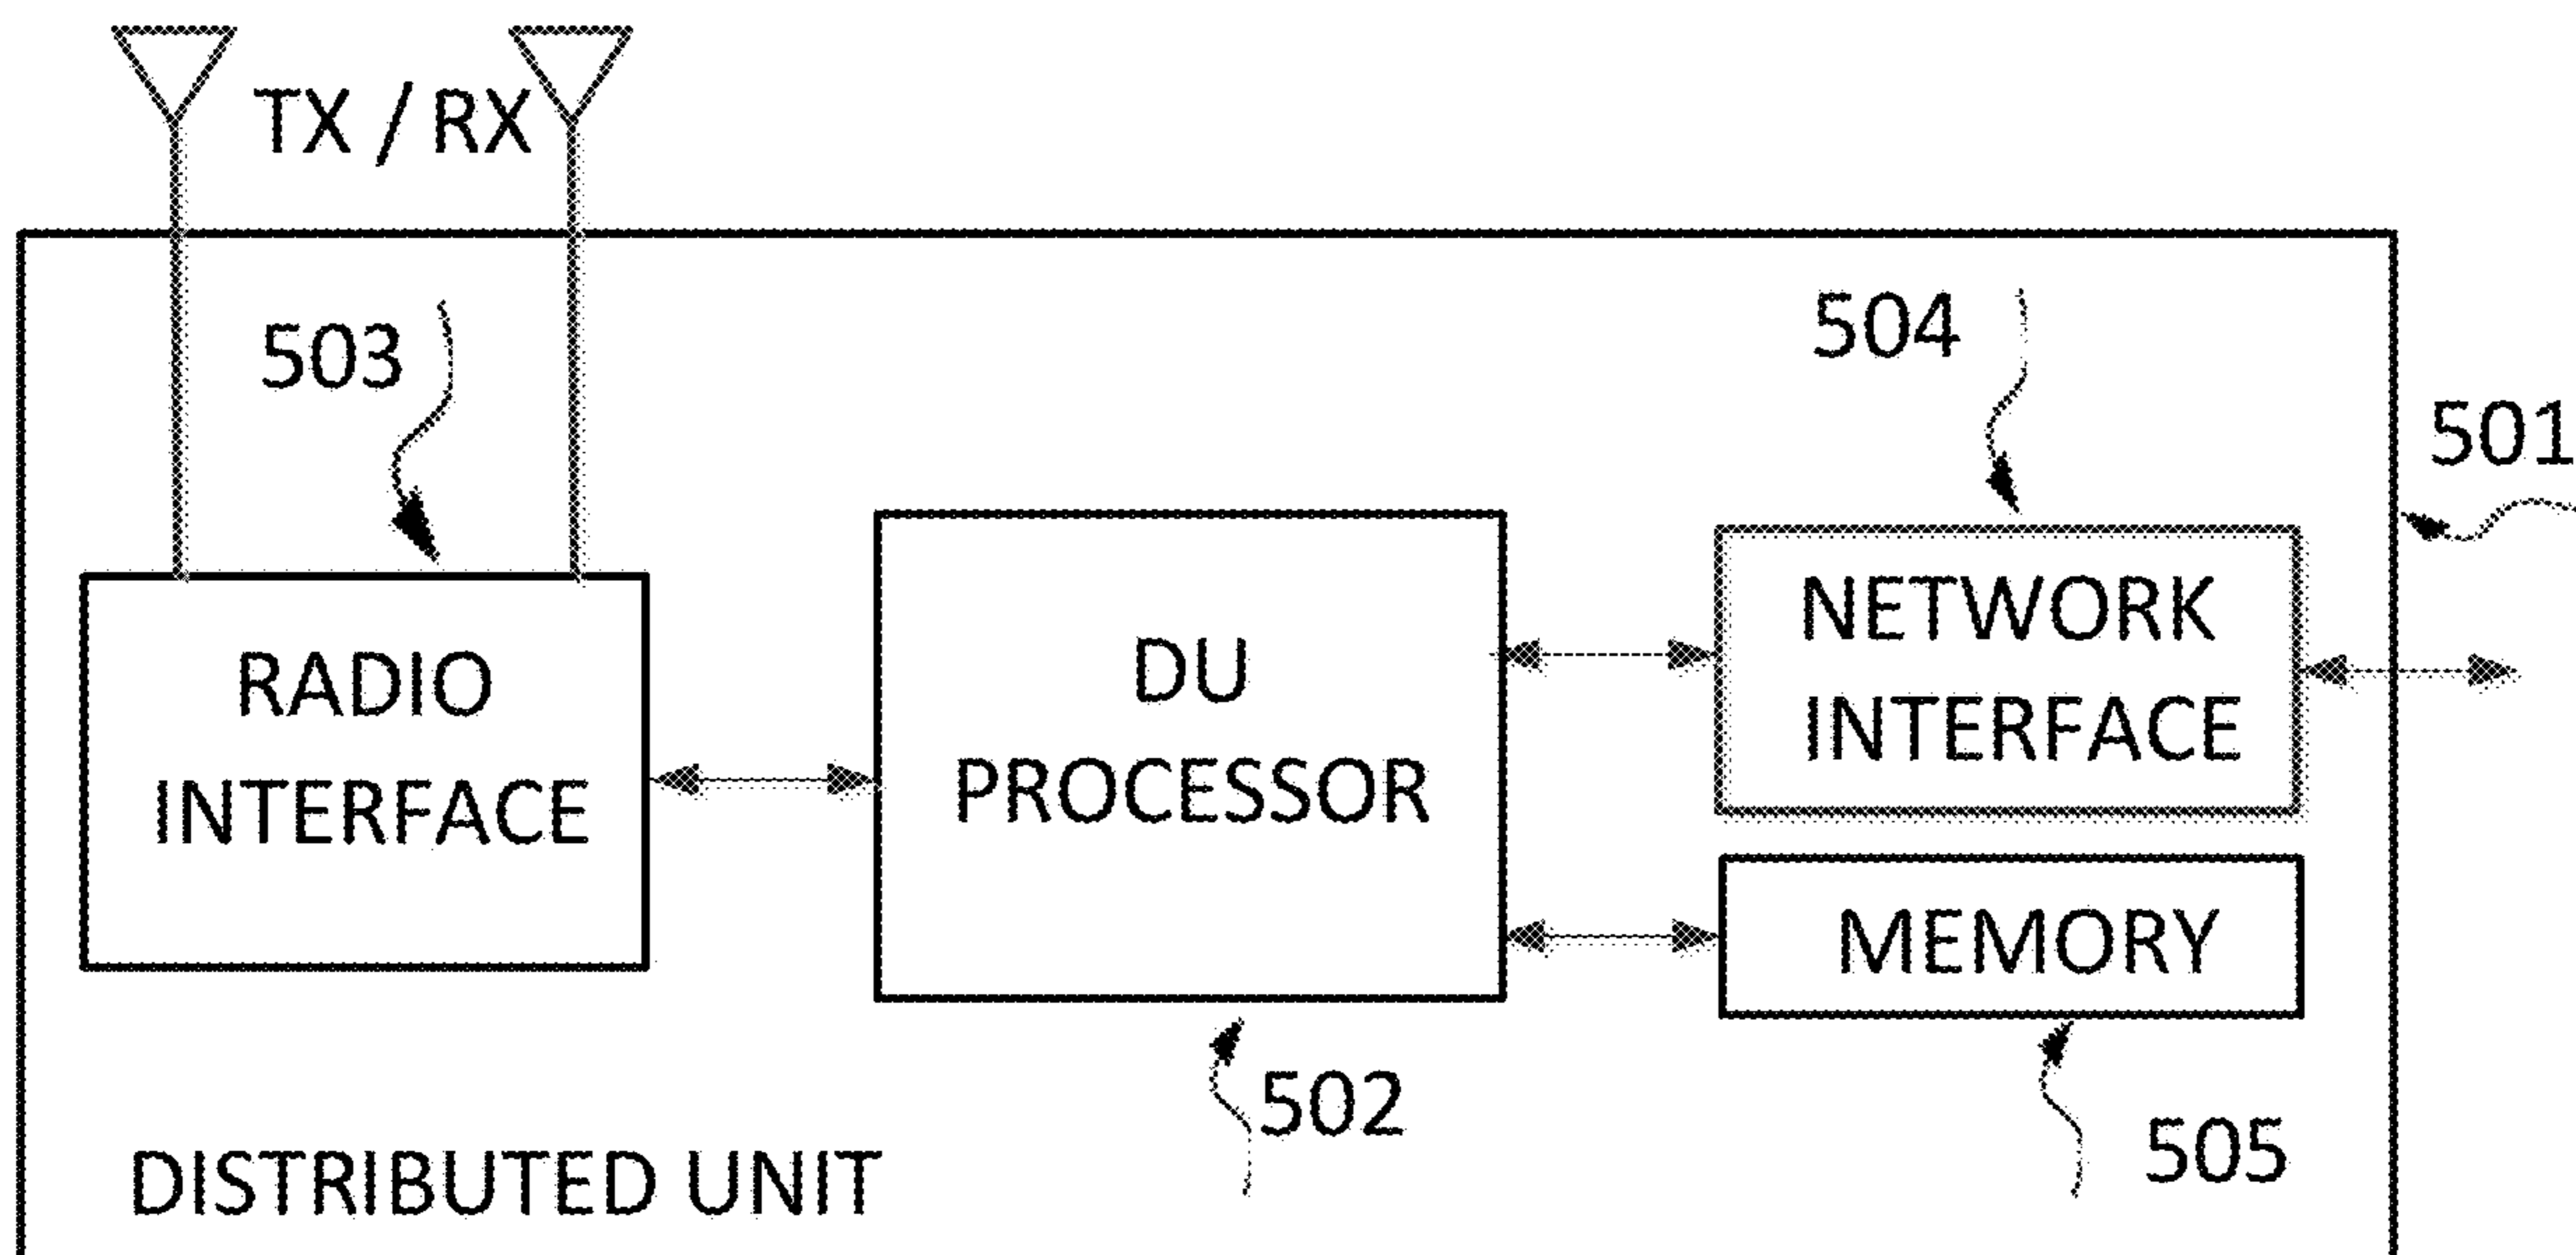 TX / RX
503
504
501
RADIO
INTERFACE
DU
PROCESSOR
NETWORK
INTERFACE
MEMORY
502
505
DISTRIBUTED UNIT